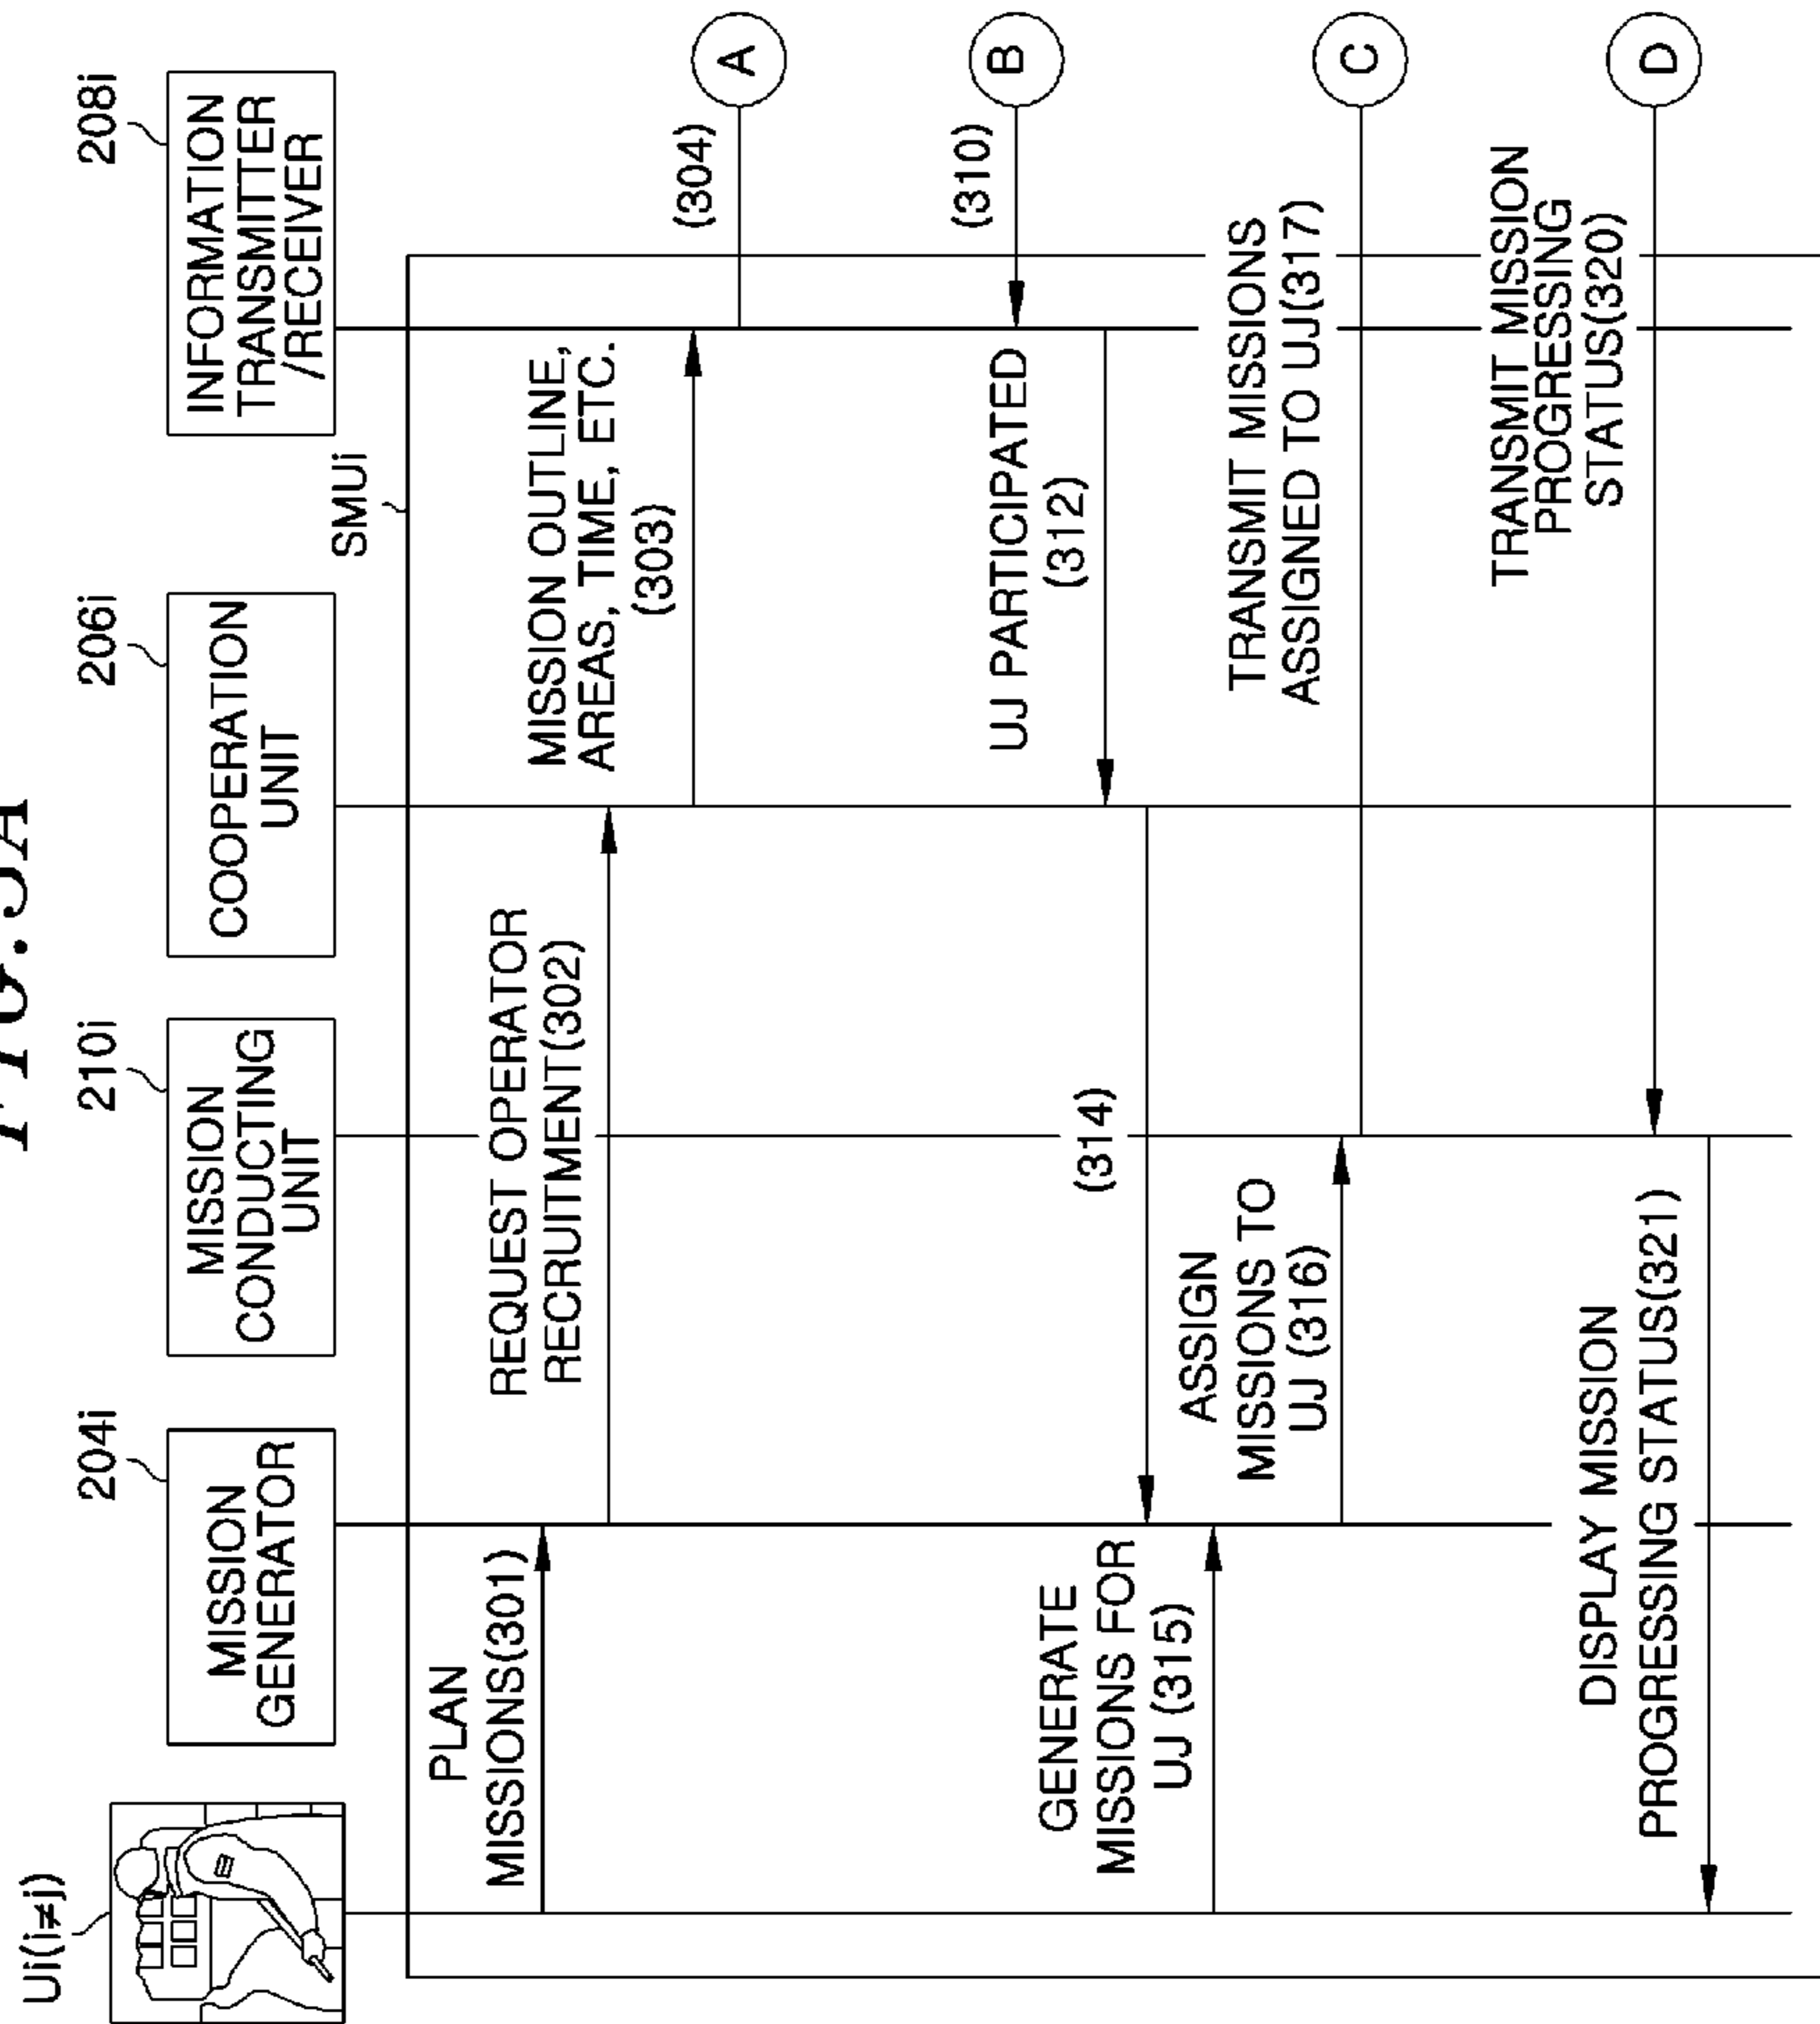 FIG. 3A
Ui(i≠j)
204i
210i
206i
208i
MISSION
GENERATOR
MISSION
CONDUCTING
UNIT
COOPERATION
UNIT
INFORMATION
TRANSMITTER
/RECEIVER
SMUi
PLAN
MISSIONS(301)
REQUEST OPERATOR
RECRUITMENT(302)
MISSION OUTLINE,
AREAS, TIME, ETC.
(303)
(304)
A
(310)
B
UJ PARTICIPATED
(312)
(314)
GENERATE
MISSIONS FOR
UJ (315)
ASSIGN
MISSIONS TO
UJ (316)
TRANSMIT MISSIONS
ASSIGNED TO UJ(317)
C
TRANSMIT MISSION
PROGRESSING
STATUS(320)
D
DISPLAY MISSION
PROGRESSING STATUS(321)